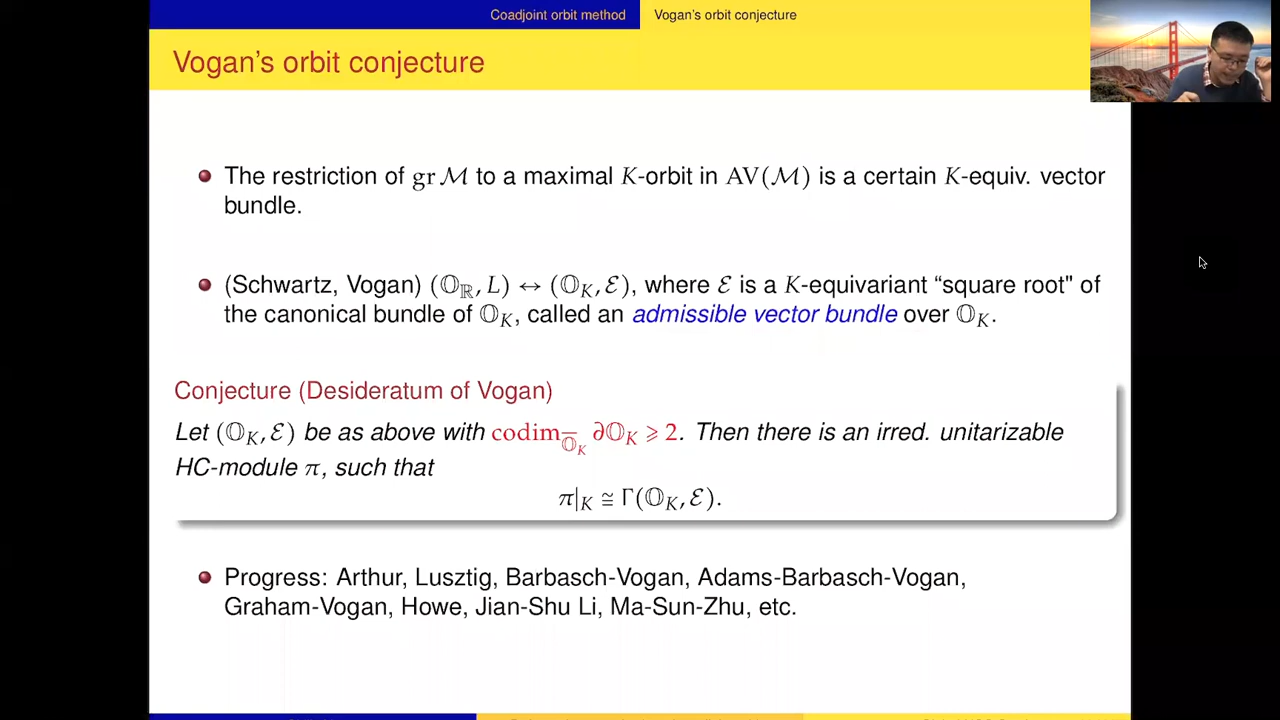 Coadjoint orbit method Vogan's orbit conjecture
Vogan's orbit conjecture
The restriction of gr ℳ to a maximal K-orbit in AV(ℳ) is a certain K-equiv. vector
bundle.
(Schwartz, Vogan) (𝕆_ℝ, L) ↔ (𝕆_K, ℰ), where ℰ is a K-equivariant “square root" of
the canonical bundle of 𝕆_K, called an admissible vector bundle over 𝕆_K.
Conjecture (Desideratum of Vogan)
Let (𝕆_K, ℰ) be as above with codim_{\overline{𝕆}_K} ∂𝕆_K ⩾ 2. Then there is an irred. unitarizable
HC-module π, such that
π|_K ≅ Γ(𝕆_K, ℰ).
Progress: Arthur, Lusztig, Barbasch-Vogan, Adams-Barbasch-Vogan,
Graham-Vogan, Howe, Jian-Shu Li, Ma-Sun-Zhu, etc.